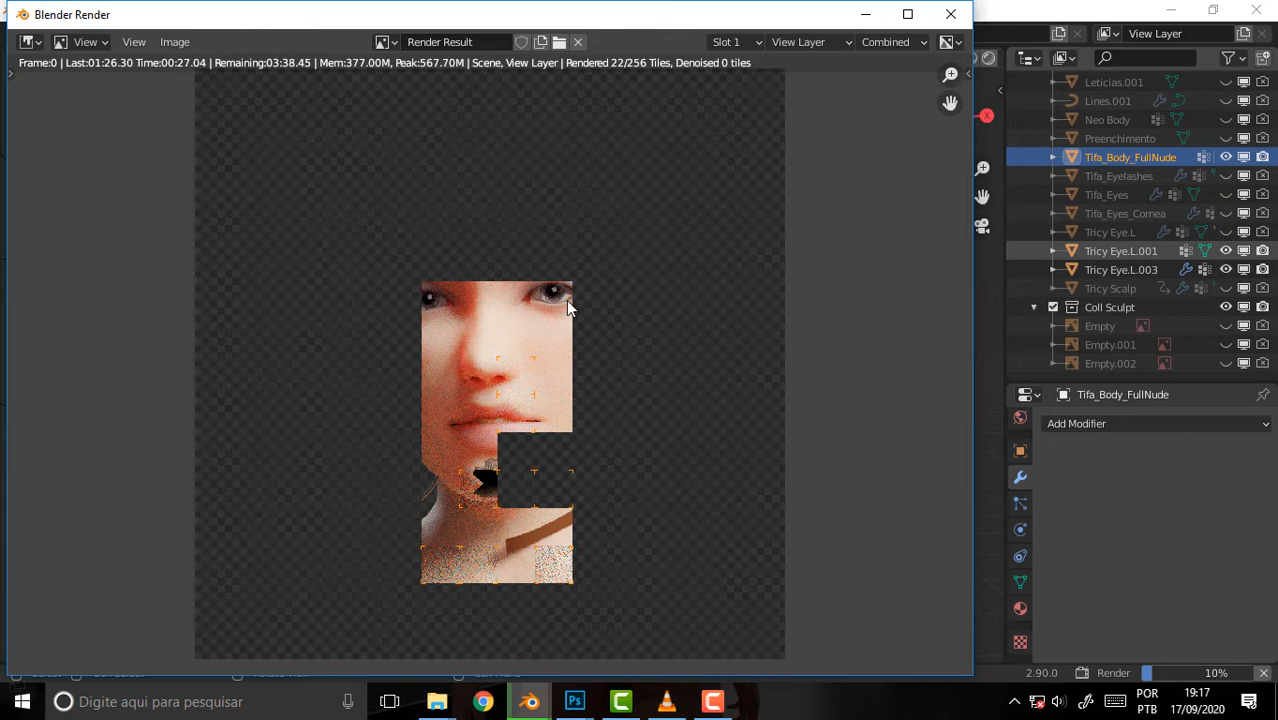 Blender Render
View
View
Image
Render Result
Slot 1
View Layer
Combined
View Layer
Frame:0 | Last:01:26.30 Time:00:27.04 | Remaining:03:38.45 | Mem:377.00M, Peak:567.70M | Scene, View Layer | Rendered 22/256 Tiles, Denoised 0 tiles
Leticias.001
Lines.001
Neo Body
Preenchimento
Tifa_Body_FullNude
Tifa_Eyelashes
Tifa_Eyes
Tifa_Eyes_Cornea
Tricy Eye.L
Tricy Eye.L.001
Tricy Eye.L.003
Tricy Scalp
Coll Sculpt
Empty
Empty.001
Empty.002
Tifa_Body_FullNude
Add Modifier
2.90.0
Render
10%
Digite aqui para pesquisar
Ps
POR
PTB
19:17
17/09/2020